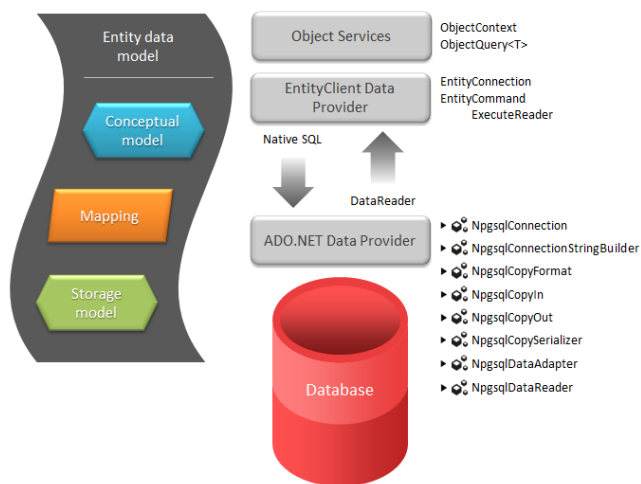 Entity data
model
Conceptual
model
Mapping
Storage
model
Object Services
ObjectContext
ObjectQuery<T>
EntityClient Data
Provider
EntityConnection
EntityCommand
ExecuteReader
Native SQL
DataReader
ADO.NET Data Provider
NpgsqlConnection
NpgsqlConnectionStringBuilder
NpgsqlCopyFormat
NpgsqlCopyIn
NpgsqlCopyOut
NpgsqlCopySerializer
NpgsqlDataAdapter
NpgsqlDataReader
Database